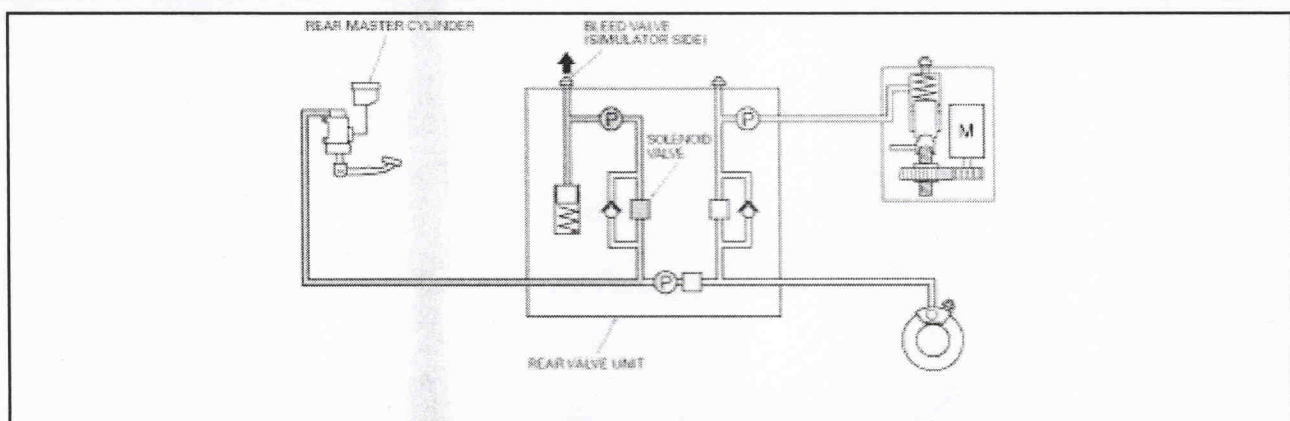 REAR MASTER CYLINDER
BLEED VALVE
(SIMULATOR SIDE)
P
P
SOLENOID
VALVE
M
P
REAR VALVE UNIT